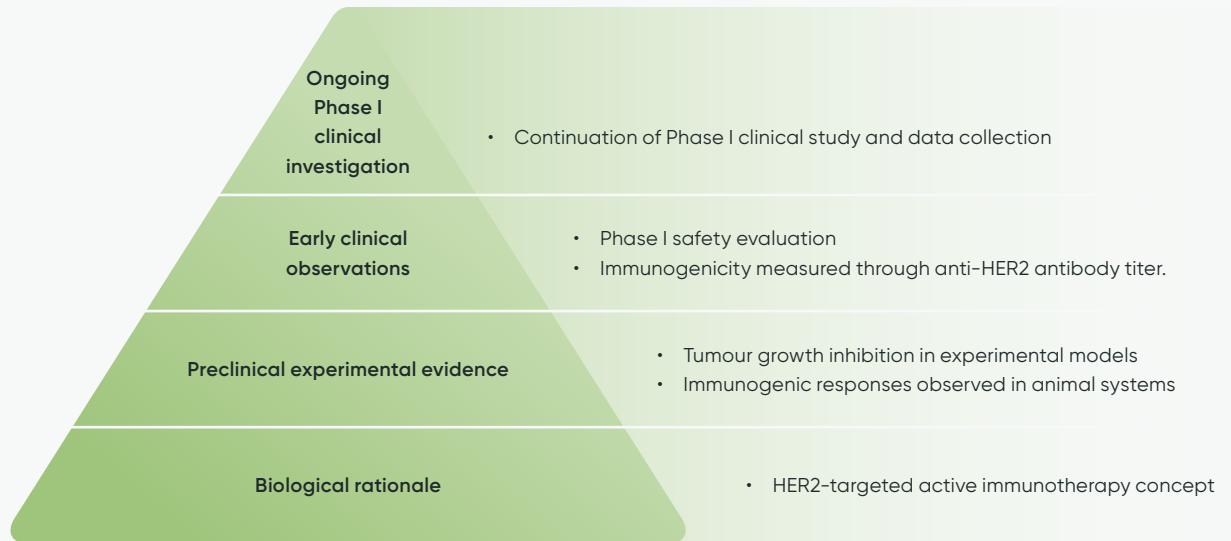 Ongoing
Phase I
clinical
investigation
• Continuation of Phase I clinical study and data collection
Early clinical
observations
• Phase I safety evaluation
• Immunogenicity measured through anti-HER2 antibody titer.
Preclinical experimental evidence
• Tumour growth inhibition in experimental models
• Immunogenic responses observed in animal systems
Biological rationale
• HER2-targeted active immunotherapy concept